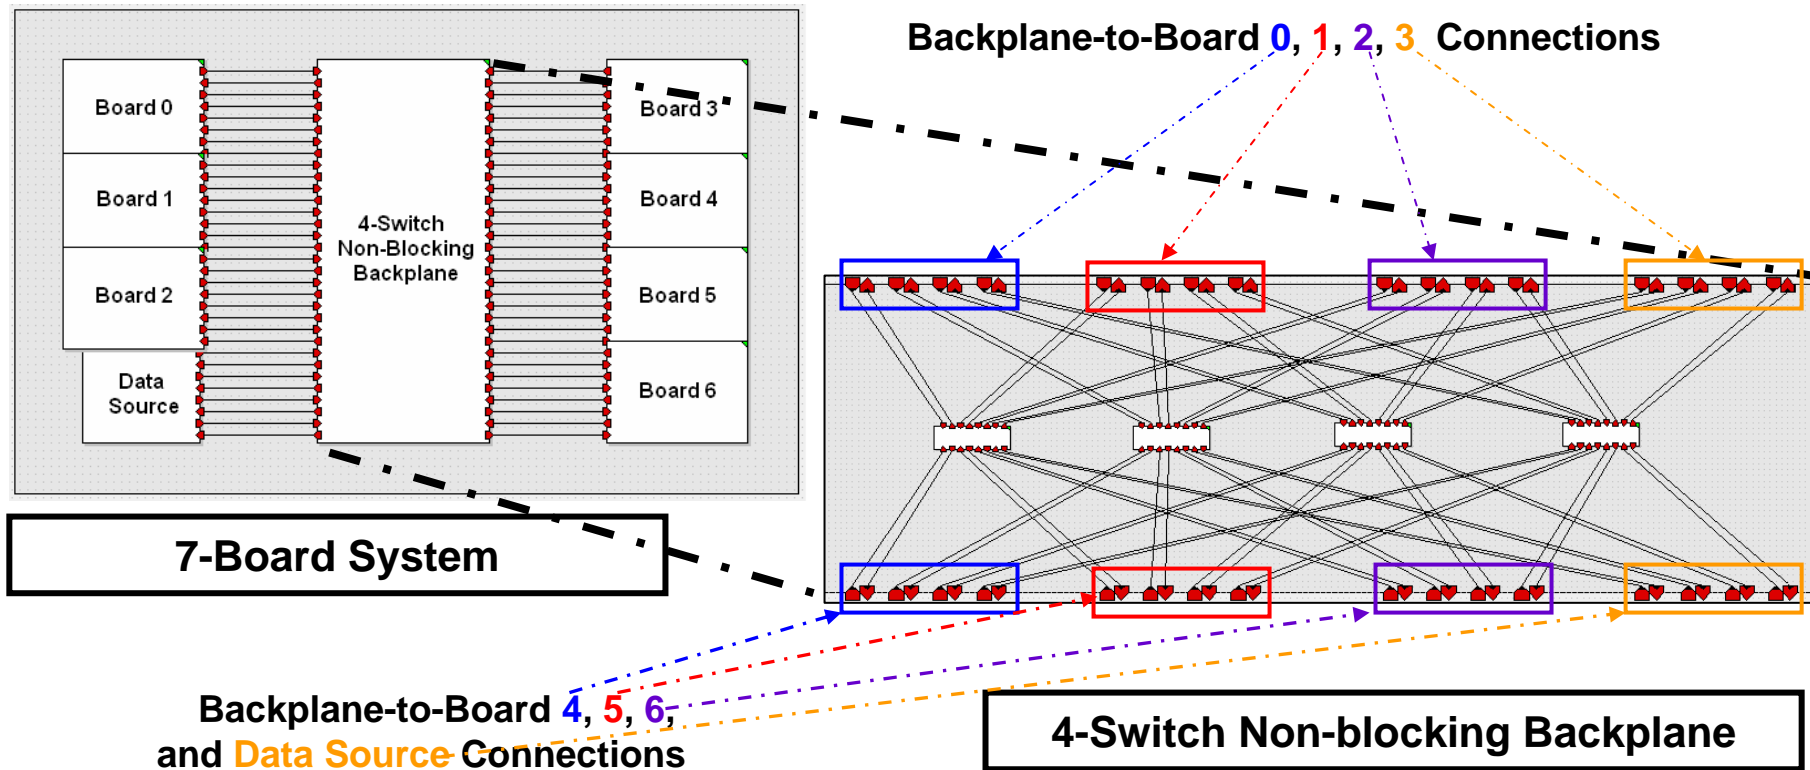 Backplane-to-Board 0, 1, 2, 3 Connections
Board 0
Board 1
Board 2
Data
Source
4-Switch
Non-Blocking
Backplane
Board 3
Board 4
Board 5
Board 6
7-Board System
Backplane-to-Board 4, 5, 6,
and Data Source Connections
4-Switch Non-blocking Backplane